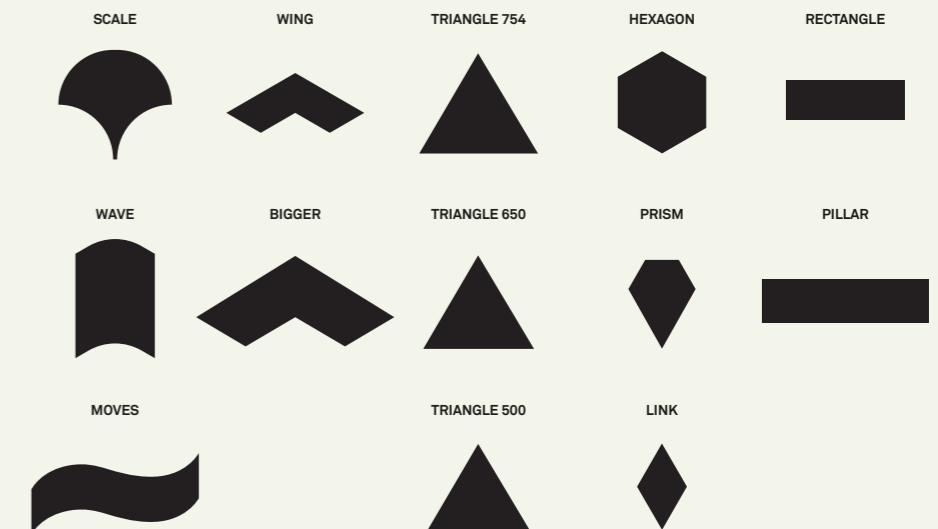 SCALE
WING
TRIANGLE 754
HEXAGON
RECTANGLE
WAVE
BIGGER
TRIANGLE 650
PRISM
PILLAR
MOVES
TRIANGLE 500
LINK